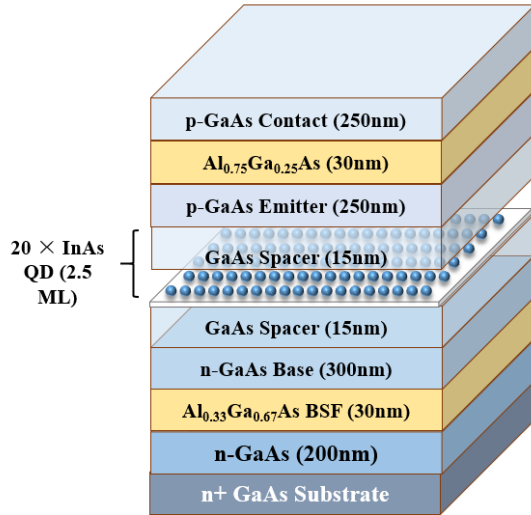 p-GaAs Contact (250nm)
Al₀.₇₅Ga₀.₂₅As (30nm)
p-GaAs Emitter (250nm)
GaAs Spacer (15nm)
20 × InAs
QD (2.5
ML)
GaAs Spacer (15nm)
n-GaAs Base (300nm)
Al₀.₃₃Ga₀.₆₇As BSF (30nm)
n-GaAs (200nm)
n+ GaAs Substrate